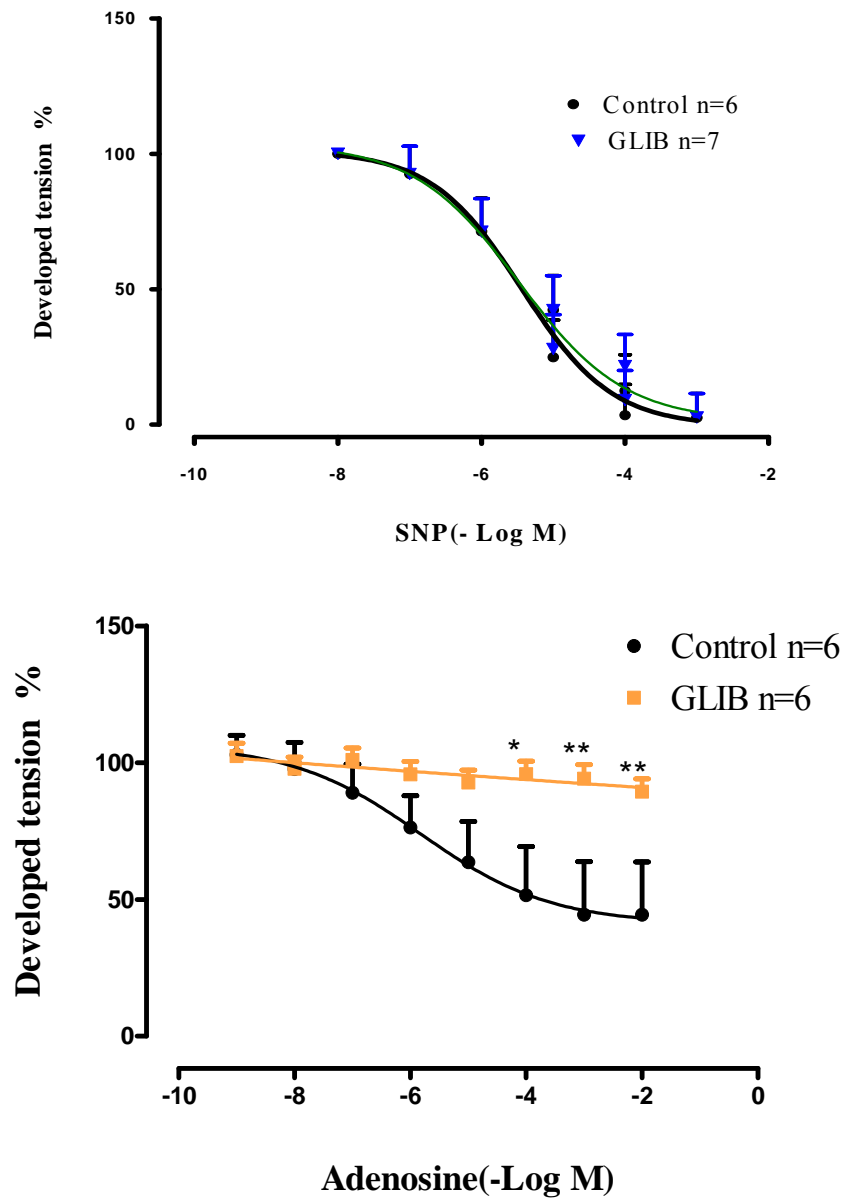 150
Developed tension %
Control n=6
GLIB n=7
100
50
0
-10
-8
-6
-4
-2
SNP(- Log M)
150
Developed tension %
Control n=6
GLIB n=6
*
**
**
100
50
0
-10
-8
-6
-4
-2
0
Adenosine(-Log M)